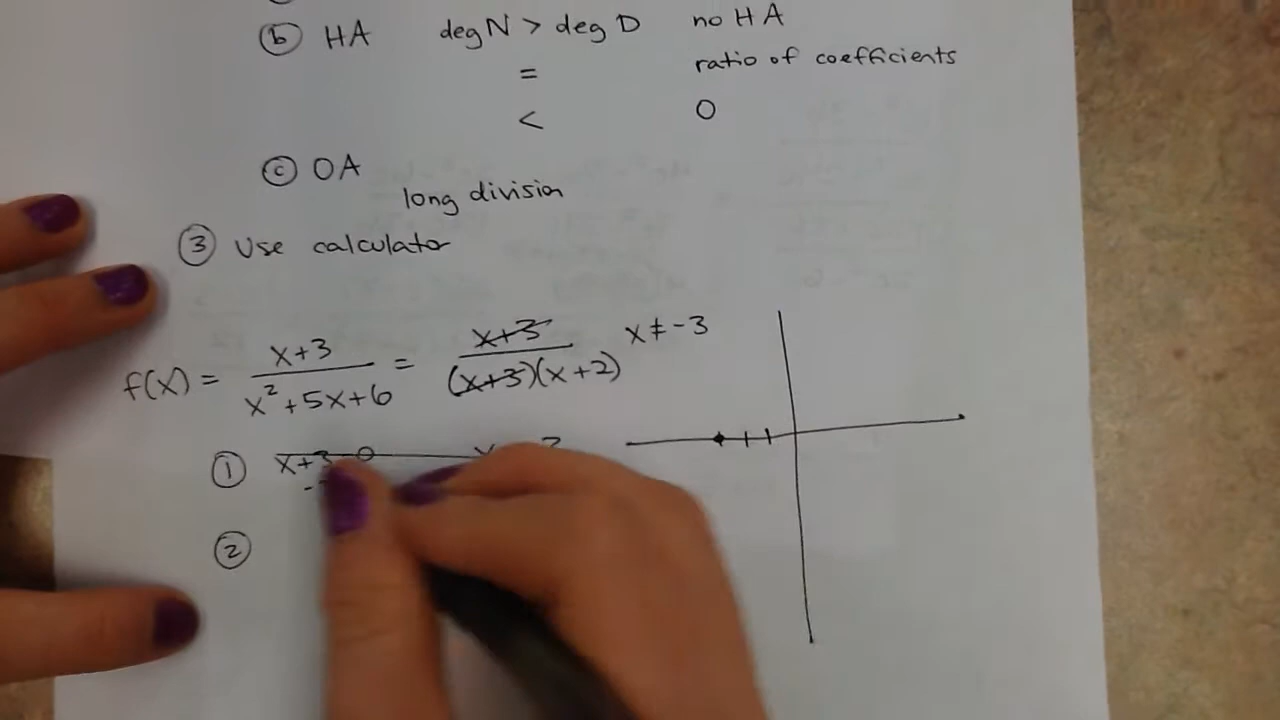 (b) HA deg N > deg D no HA
= ratio of coefficients
< 0
(c) OA
long division
(3) Use calculator
f(x) = x+3 / x²+5x+6 = x+3 / (x+3)(x+2) x≠-3
(1) x+3
(2)